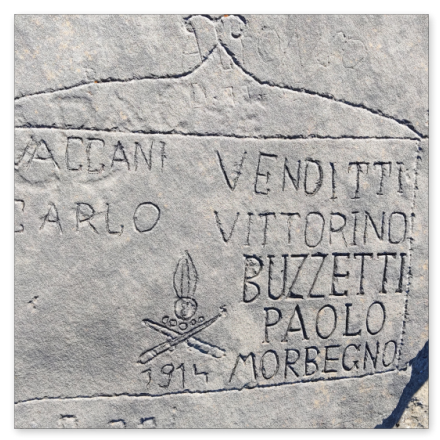 VACCANI
CARLO
VENDITTI
VITTORINO
BUZZETTI
PAOLO
1914 MORBEGNO